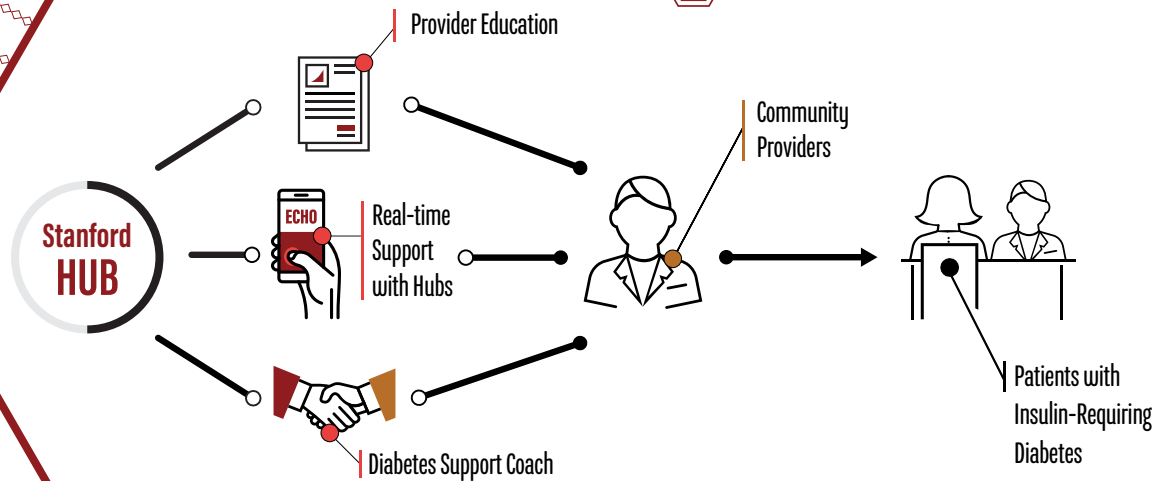 Provider Education
Community
Providers
Stanford
HUB
ECHO
Real-time
Support
with Hubs
Diabetes Support Coach
Patients with
Insulin-Requiring
Diabetes